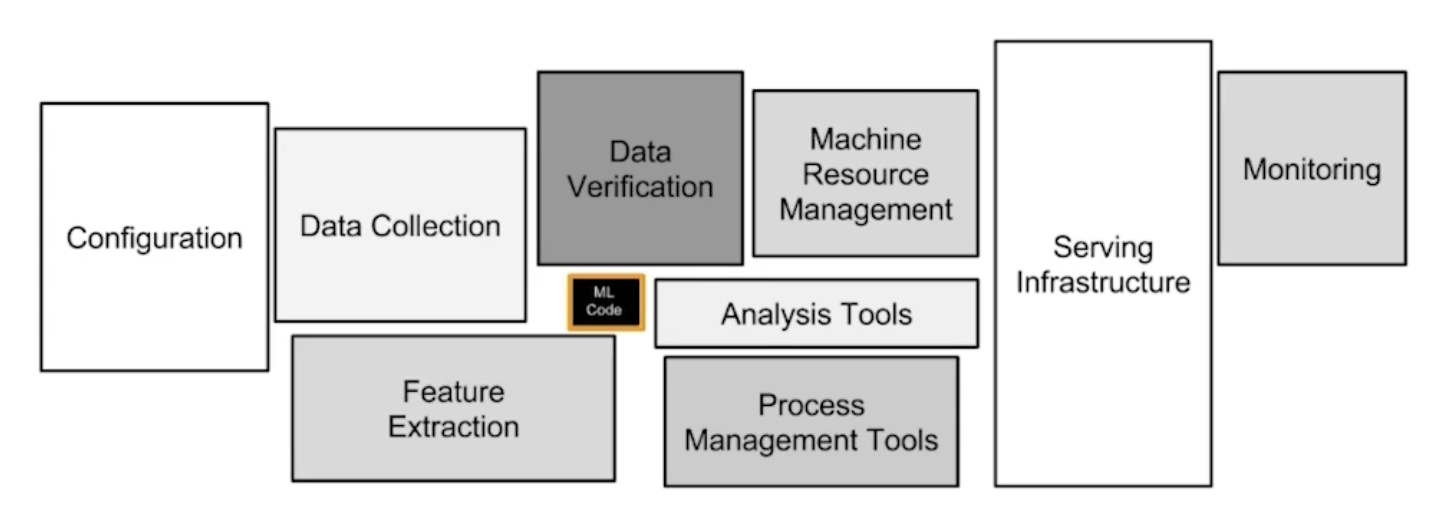 Configuration
Data Collection
Feature
Extraction
Data
Verification
ML
Code
Machine
Resource
Management
Analysis Tools
Process
Management Tools
Serving
Infrastructure
Monitoring